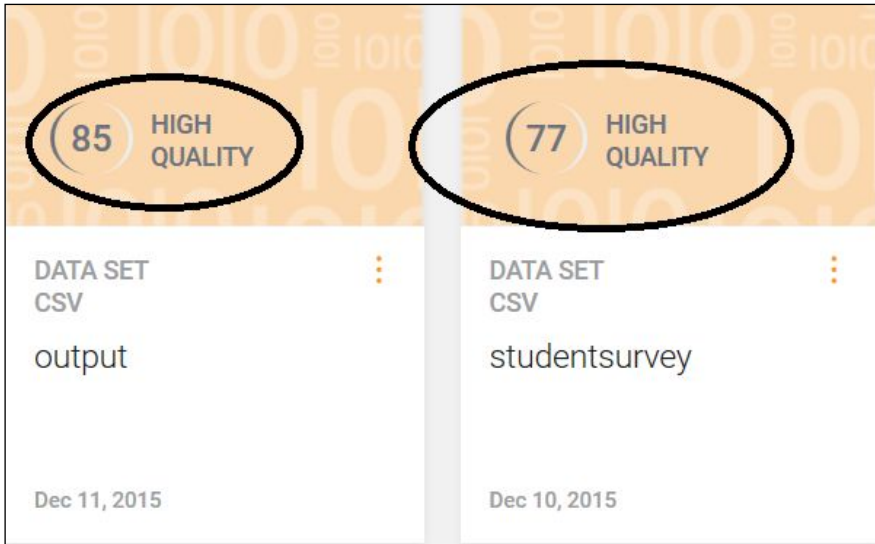 85
HIGH
QUALITY
DATA SET
CSV
output
Dec 11, 2015
77
HIGH
QUALITY
DATA SET
CSV
studentsurvey
Dec 10, 2015